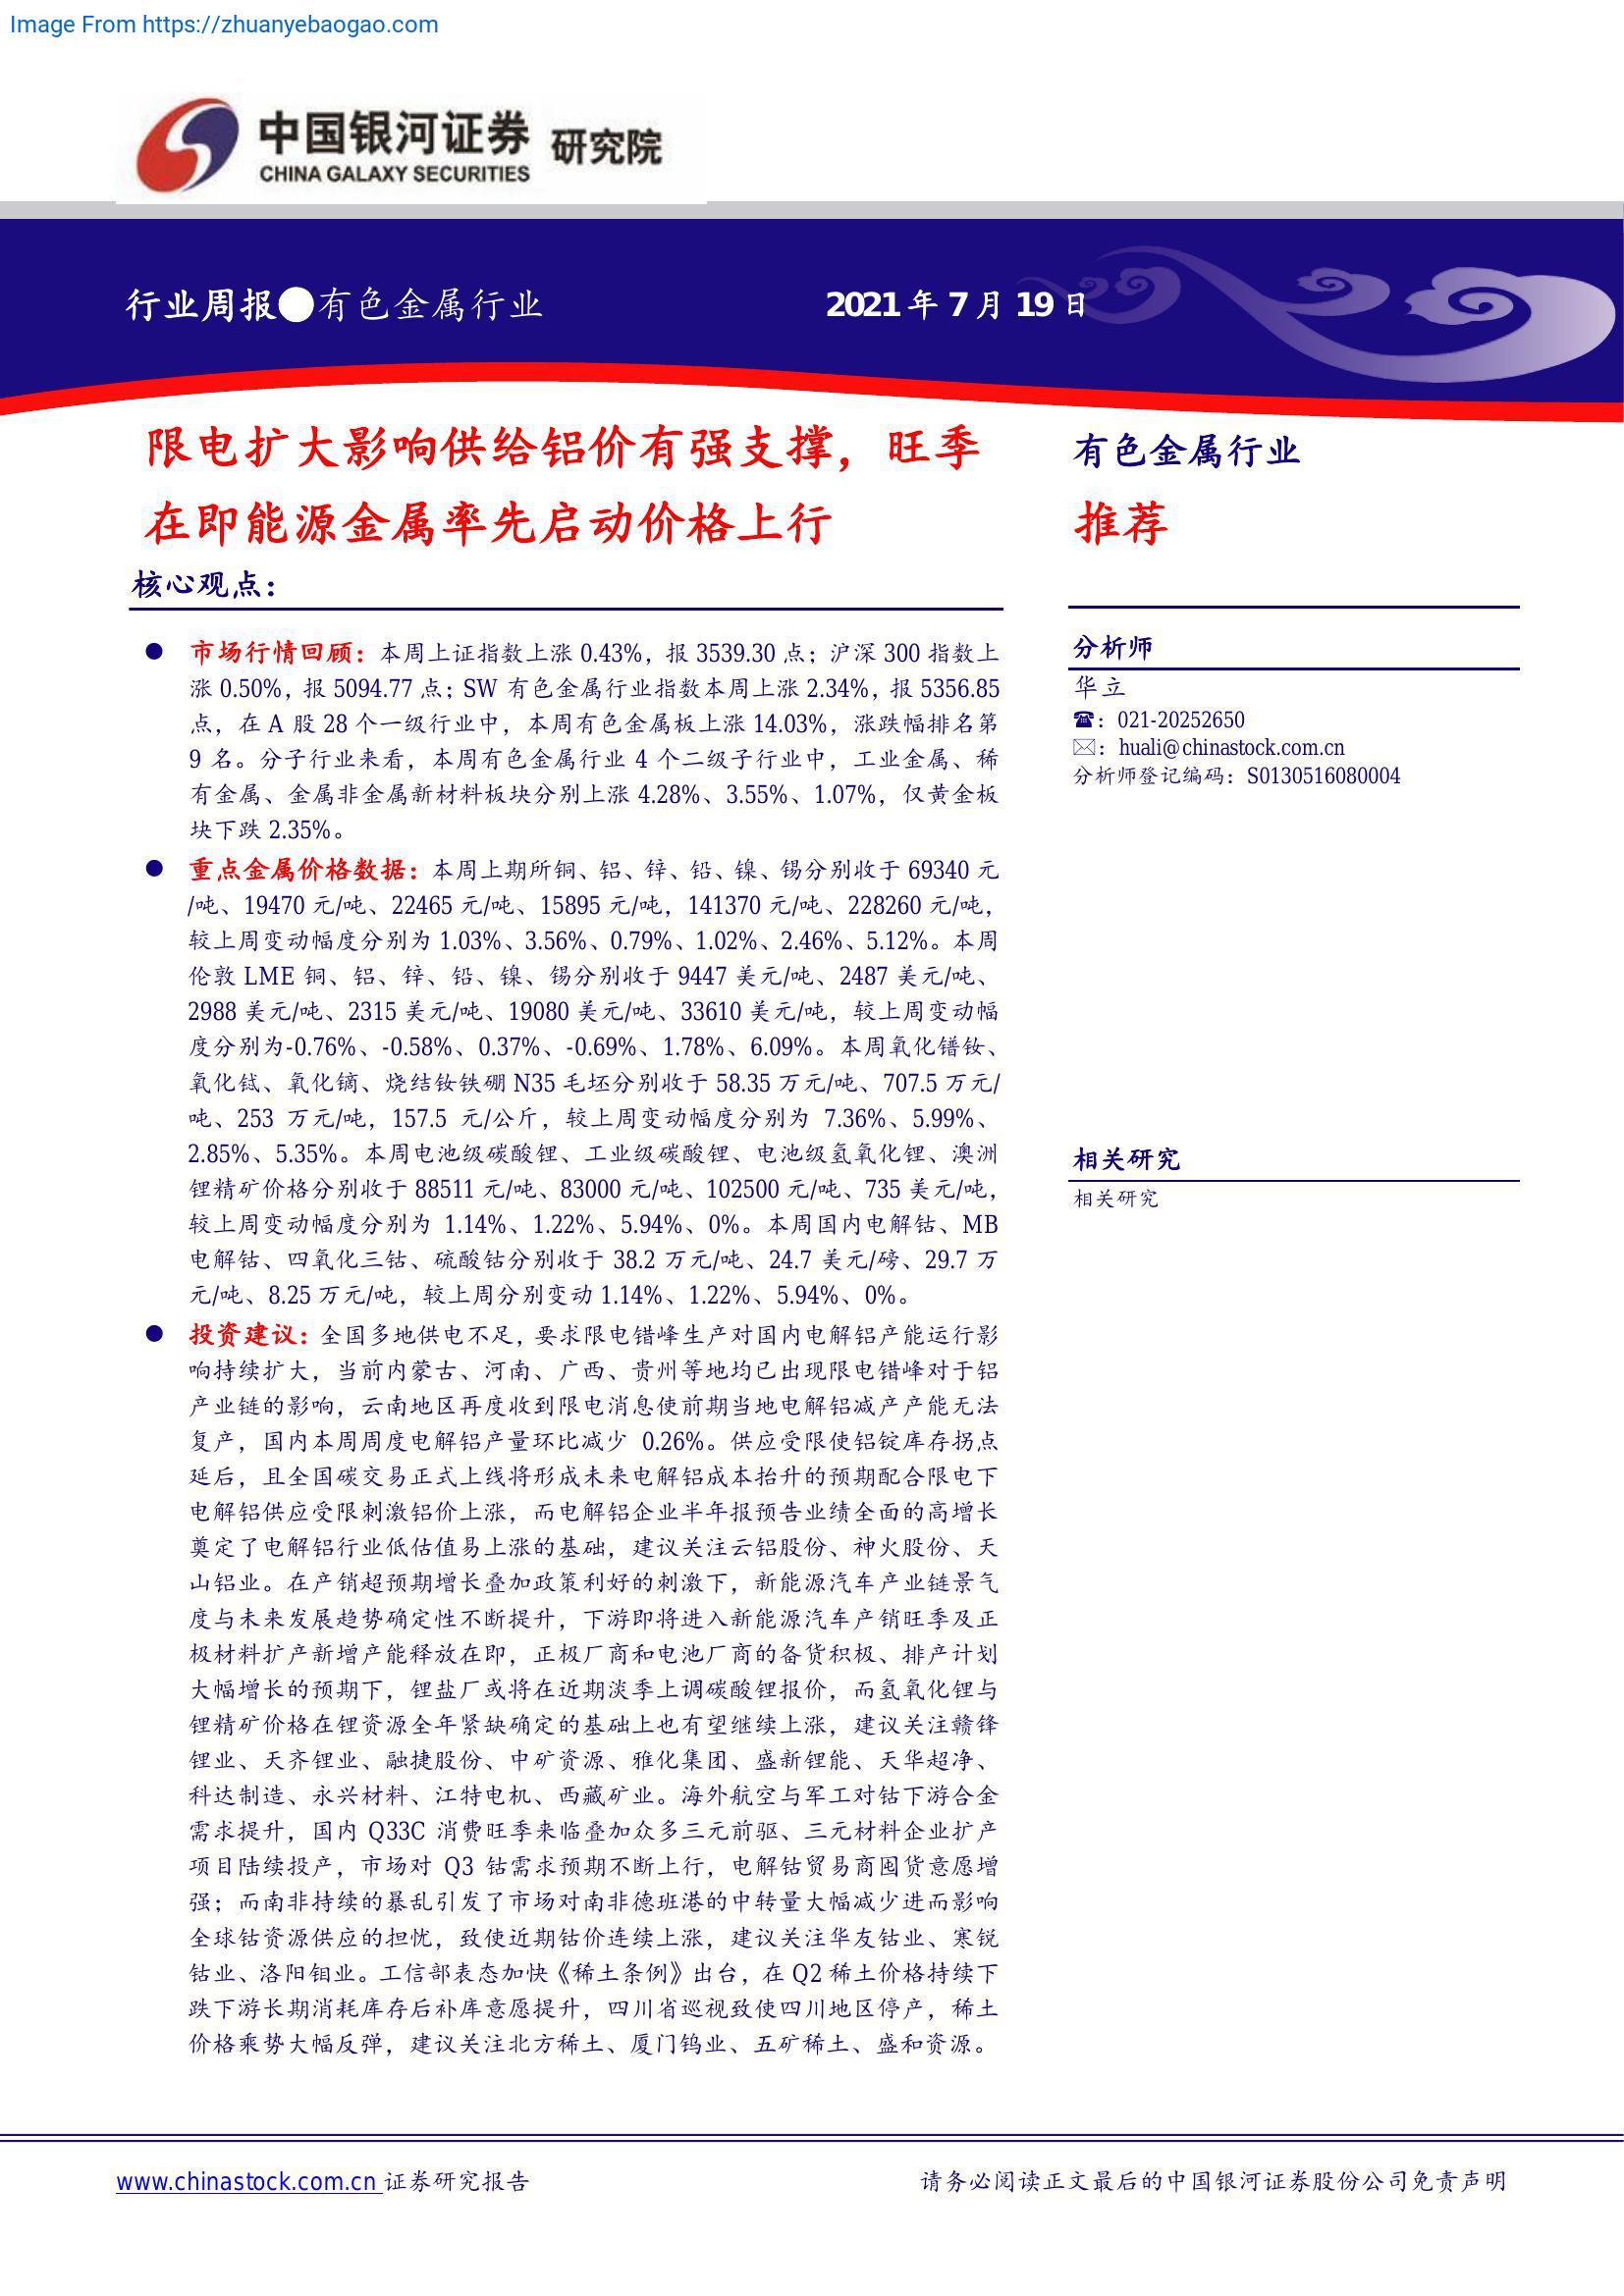 Image From https://zhuanyebaogao.com
中国银河证券 研究院
CHINA GALAXY SECURITIES
行业周报●有色金属行业
2021 年 7 月 19 日
限电扩大影响供给铝价有强支撑，旺季
在即能源金属率先启动价格上行
核心观点：
市场行情回顾：本周上证指数上涨 0.43%，报 3539.30 点；沪深 300 指数上
涨 0.50%，报 5094.77 点；SW 有色金属行业指数本周上涨 2.34%，报 5356.85
点，在 A 股 28 个一级行业中，本周有色金属板上涨 14.03%，涨跌幅排名第
9 名。分子行业来看，本周有色金属行业 4 个二级子行业中，工业金属、稀
有金属、金属非金属新材料板块分别上涨 4.28%、3.55%、1.07%，仅黄金板
块下跌 2.35%。
重点金属价格数据：本周上期所铜、铝、锌、铅、镍、锡分别收于 69340 元
/吨、19470 元/吨、22465 元/吨、15895 元/吨，141370 元/吨、228260 元/吨，
较上周变动幅度分别为 1.03%、3.56%、0.79%、1.02%、2.46%、5.12%。本周
伦敦 LME 铜、铝、锌、铅、镍、锡分别收于 9447 美元/吨、2487 美元/吨、
2988 美元/吨、2315 美元/吨、19080 美元/吨、33610 美元/吨，较上周变动幅
度分别为-0.76%、-0.58%、0.37%、-0.69%、1.78%、6.09%。本周氧化镨钕、
氧化铽、氧化镝、烧结钕铁硼 N35 毛坯分别收于 58.35 万元/吨、707.5 万元/
吨、253 万元/吨，157.5 元/公斤，较上周变动幅度分别为 7.36%、5.99%、
2.85%、5.35%。本周电池级碳酸锂、工业级碳酸锂、电池级氢氧化锂、澳洲
锂精矿价格分别收于 88511 元/吨、83000 元/吨、102500 元/吨、735 美元/吨，
较上周变动幅度分别为 1.14%、1.22%、5.94%、0%。本周国内电解钴、MB
电解钴、四氧化三钴、硫酸钴分别收于 38.2 万元/吨、24.7 美元/磅、29.7 万
元/吨、8.25 万元/吨，较上周分别变动 1.14%、1.22%、5.94%、0%。
投资建议：全国多地供电不足，要求限电错峰生产对国内电解铝产能运行影
响持续扩大，当前内蒙古、河南、广西、贵州等地均已出现限电错峰对于铝
产业链的影响，云南地区再度收到限电消息使前期当地电解铝减产产能无法
复产，国内本周周度电解铝产量环比减少 0.26%。供应受限使铝锭库存拐点
延后，且全国碳交易正式上线将形成未来电解铝成本抬升的预期配合限电下
电解铝供应受限刺激铝价上涨，而电解铝企业半年报预告业绩全面的高增长
奠定了电解铝行业低估值易上涨的基础，建议关注云铝股份、神火股份、天
山铝业。在产销超预期增长叠加政策利好的刺激下，新能源汽车产业链景气
度与未来发展趋势确定性不断提升，下游即将进入新能源汽车产销旺季及正
极材料扩产新增产能释放在即，正极厂商和电池厂商的备货积极、排产计划
大幅增长的预期下，锂盐厂或将在近期淡季上调碳酸锂报价，而氢氧化锂与
锂精矿价格在锂资源全年紧缺确定的基础上也有望继续上涨，建议关注赣锋
锂业、天齐锂业、融捷股份、中矿资源、雅化集团、盛新锂能、天华超净、
科达制造、永兴材料、江特电机、西藏矿业。海外航空与军工对钴下游合金
需求提升，国内 Q33C 消费旺季来临叠加众多三元前驱、三元材料企业扩产
项目陆续投产，市场对 Q3 钴需求预期不断上行，电解钴贸易商囤货意愿增
强；而南非持续的暴乱引发了市场对南非德班港的中转量大幅减少进而影响
全球钴资源供应的担忧，致使近期钴价连续上涨，建议关注华友钴业、寒锐
钴业、洛阳钼业。工信部表态加快《稀土条例》出台，在 Q2 稀土价格持续下
跌下游长期消耗库存后补库意愿提升，四川省巡视致使四川地区停产，稀土
价格乘势大幅反弹，建议关注北方稀土、厦门钨业、五矿稀土、盛和资源。
有色金属行业
推荐
分析师
华立
☎：021-20252650
✉：huali@chinastock.com.cn
分析师登记编码：S0130516080004
相关研究
相关研究
www.chinastock.com.cn 证券研究报告
请务必阅读正文最后的中国银河证券股份公司免责声明